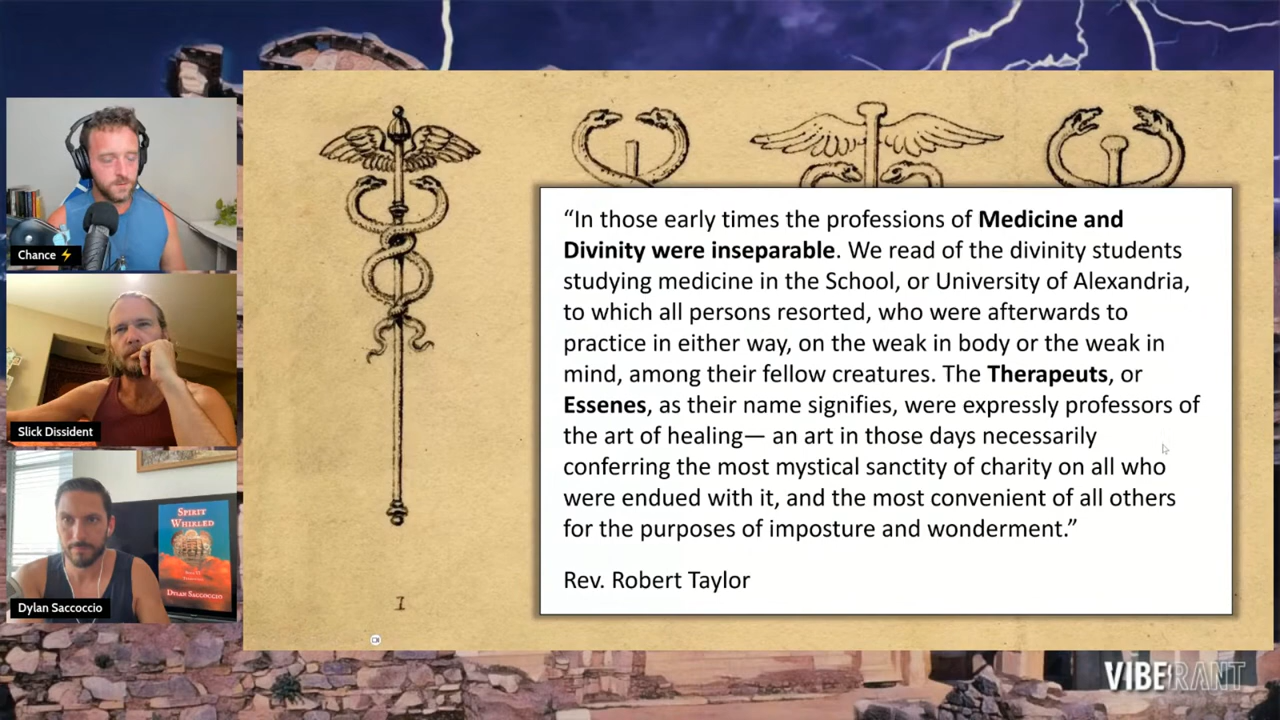 Chance ⚡
Slick Dissident
SPIRIT
WHIRLED
DYLAN SACCOCCIO
Dylan Saccoccio
I
“In those early times the professions of Medicine and
Divinity were inseparable. We read of the divinity students
studying medicine in the School, or University of Alexandria,
to which all persons resorted, who were afterwards to
practice in either way, on the weak in body or the weak in
mind, among their fellow creatures. The Therapeuts, or
Essenes, as their name signifies, were expressly professors of
the art of healing— an art in those days necessarily
conferring the most mystical sanctity of charity on all who
were endued with it, and the most convenient of all others
for the purposes of imposture and wonderment.”
Rev. Robert Taylor
VIBERANT